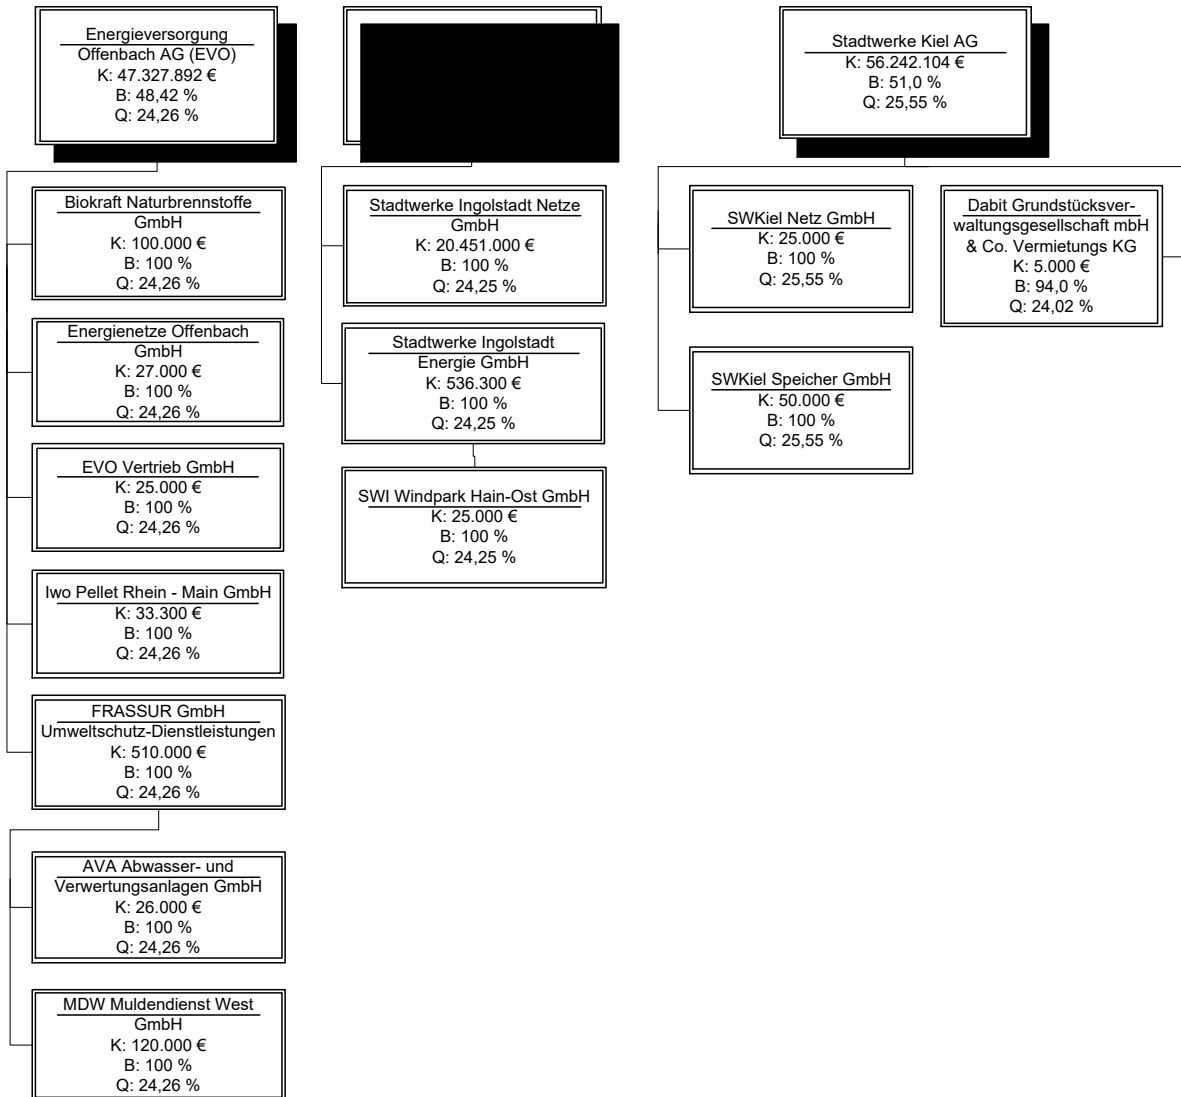 Energieversorgung
Offenbach AG (EVO)
K: 47.327.892 €
B: 48,42 %
Q: 24,26 %
Biokraft Naturbrennstoffe
GmbH
K: 100.000 €
B: 100 %
Q: 24,26 %
Energienetze Offenbach
GmbH
K: 27.000 €
B: 100 %
Q: 24,26 %
EVO Vertrieb GmbH
K: 25.000 €
B: 100 %
Q: 24,26 %
Iwo Pellet Rhein - Main GmbH
K: 33.300 €
B: 100 %
Q: 24,26 %
FRASSUR GmbH
Umweltschutz-Dienstleistungen
K: 510.000 €
B: 100 %
Q: 24,26 %
AVA Abwasser- und
Verwertungsanlagen GmbH
K: 26.000 €
B: 100 %
Q: 24,26 %
MDW Muldendienst West
GmbH
K: 120.000 €
B: 100 %
Q: 24,26 %
Stadtwerke Ingolstadt Netze
GmbH
K: 20.451.000 €
B: 100 %
Q: 24,25 %
Stadtwerke Ingolstadt
Energie GmbH
K: 536.300 €
B: 100 %
Q: 24,25 %
SWI Windpark Hain-Ost GmbH
K: 25.000 €
B: 100 %
Q: 24,25 %
Stadtwerke Kiel AG
K: 56.242.104 €
B: 51,0 %
Q: 25,55 %
SWKiel Netz GmbH
K: 25.000 €
B: 100 %
Q: 25,55 %
SWKiel Speicher GmbH
K: 50.000 €
B: 100 %
Q: 25,55 %
Dabit Grundstücksver-
waltungsgesellschaft mbH
& Co. Vermietungs KG
K: 5.000 €
B: 94,0 %
Q: 24,02 %